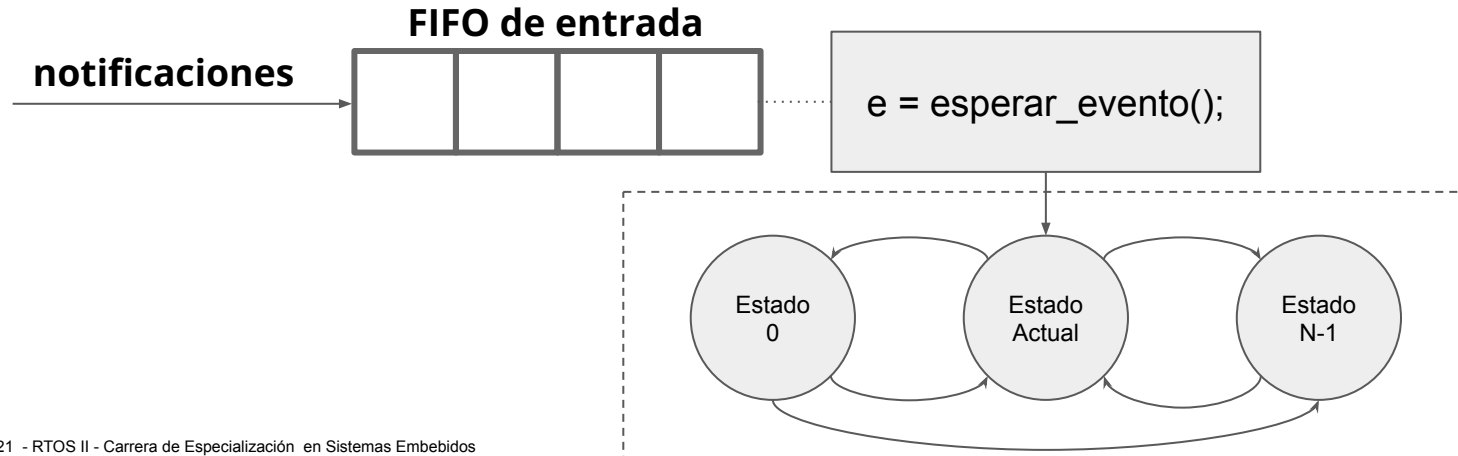 FIFO de entrada
notificaciones
e = esperar_evento();
Estado
0
Estado
Actual
Estado
N-1
21 - RTOS II - Carrera de Especialización en Sistemas Embebidos